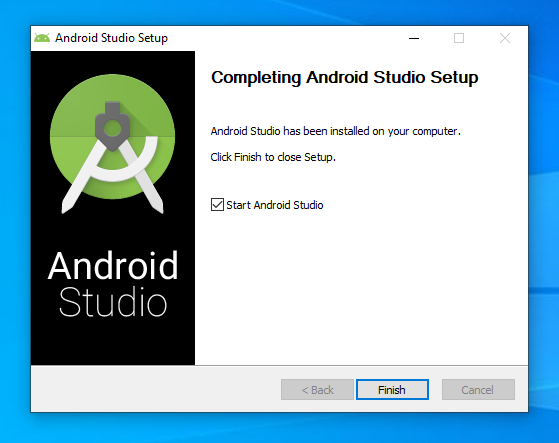 Android Studio Setup
Completing Android Studio Setup
Android Studio has been installed on your computer.
Click Finish to close Setup.
Start Android Studio
Android
Studio
< Back
Finish
Cancel